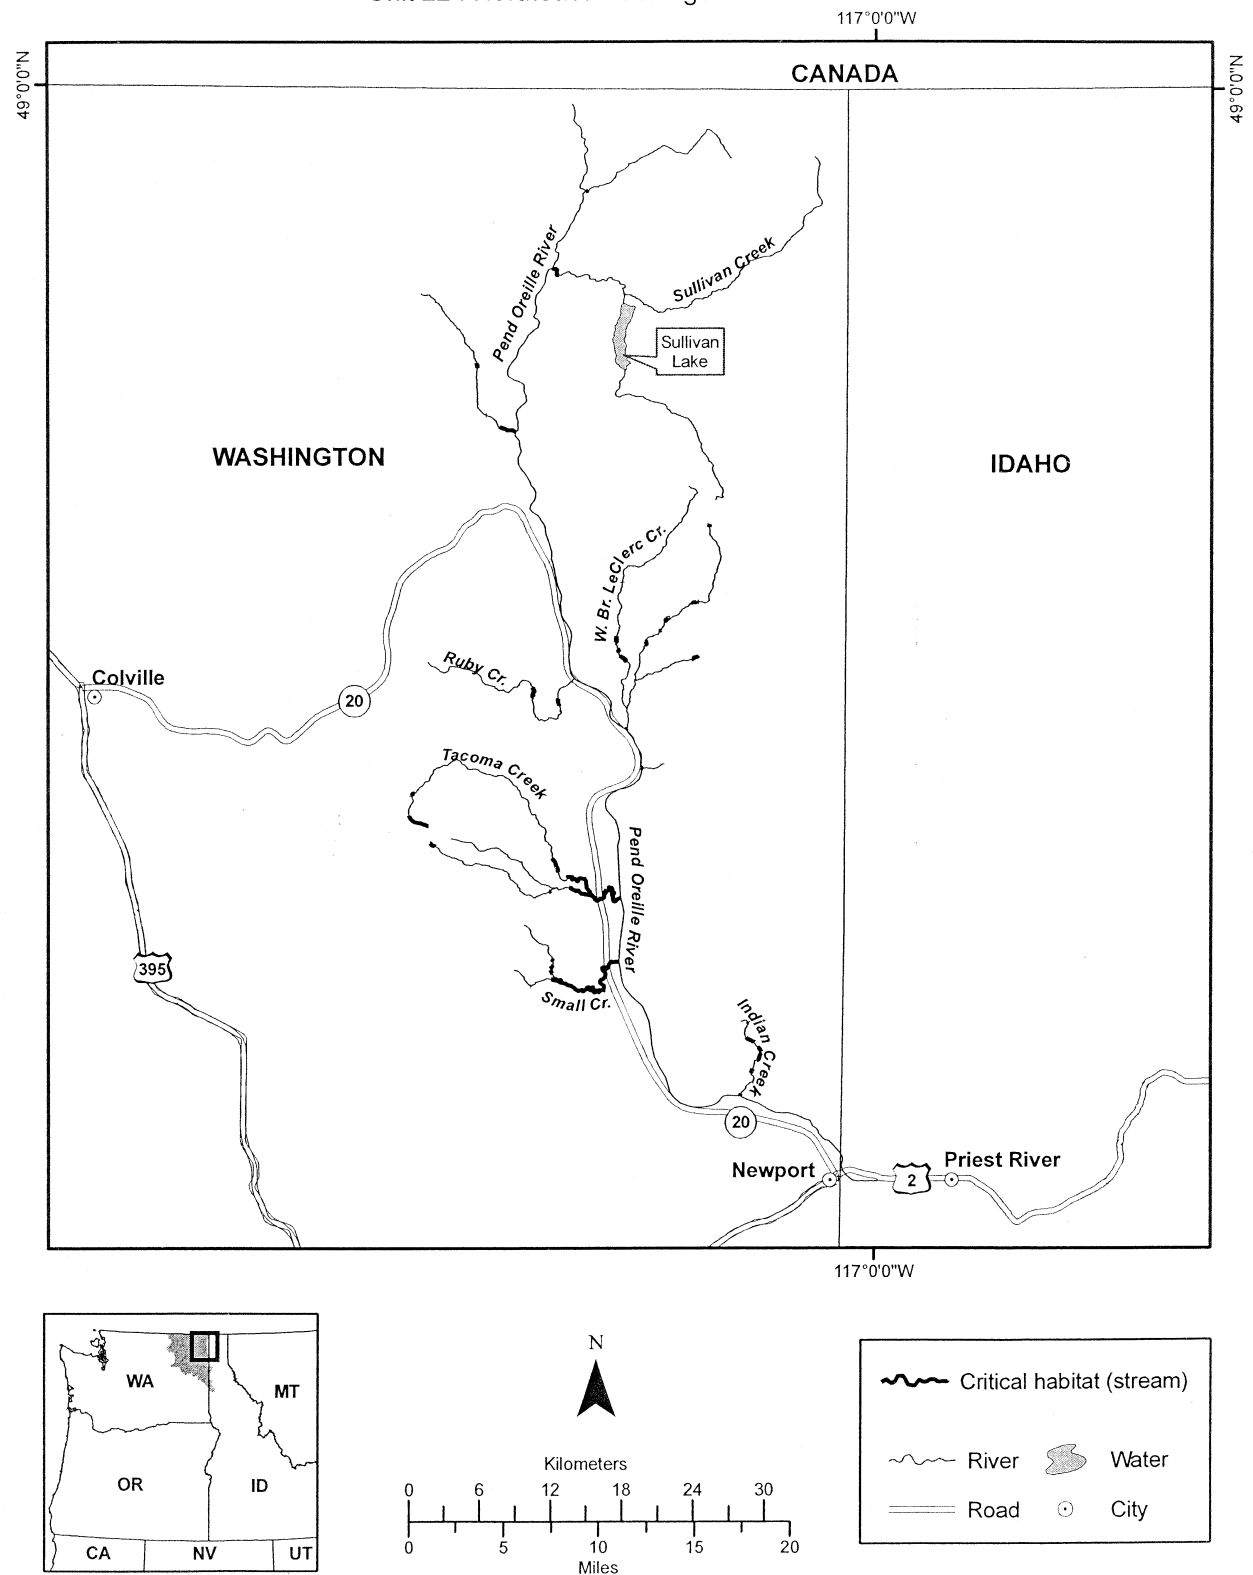 117°0'0"W
CANADA
49°0'0"N
49°0'0"N
Pend Oreille River
Sullivan Creek
Sullivan
Lake
WASHINGTON
IDAHO
W. Br. LeClerc Cr.
Ruby Cr.
Colville
20
Tacoma Creek
Pend Oreille River
395
Small Cr.
Indian Creek
20
Newport
2
Priest River
117°0'0"W
WA
MT
OR
ID
CA
NV
UT
N
Kilometers
0 6 12 18 24 30
0 5 10 15 20
Miles
Critical habitat (stream)
River
Water
Road
City